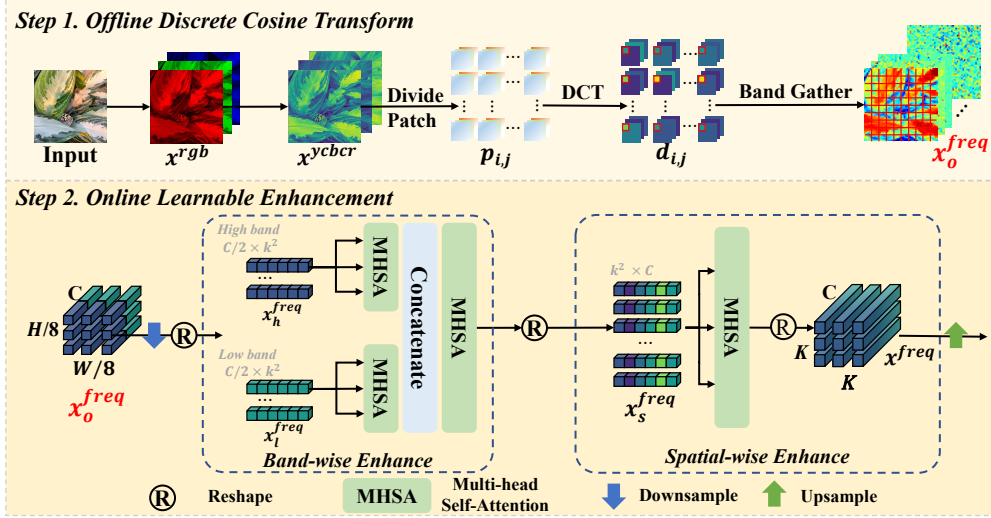 Step 1. Offline Discrete Cosine Transform
Input
x^{rgb}
x^{ycbcr}
Divide
Patch
p_{i,j}
DCT
d_{i,j}
Band Gather
x_o^{freq}
Step 2. Online Learnable Enhancement
C
H/8
W/8
x_o^{freq}
R
High band
C/2 × k^2
...
x_h^{freq}
Low band
C/2 × k^2
...
x_l^{freq}
MHSA
MHSA
Concatenate
MHSA
Band-wise Enhance
R
k^2 × C
...
x_s^{freq}
MHSA
R
C
K
K
x^{freq}
Spatial-wise Enhance
R Reshape
MHSA Multi-head
Self-Attention
Downsample
Upsample